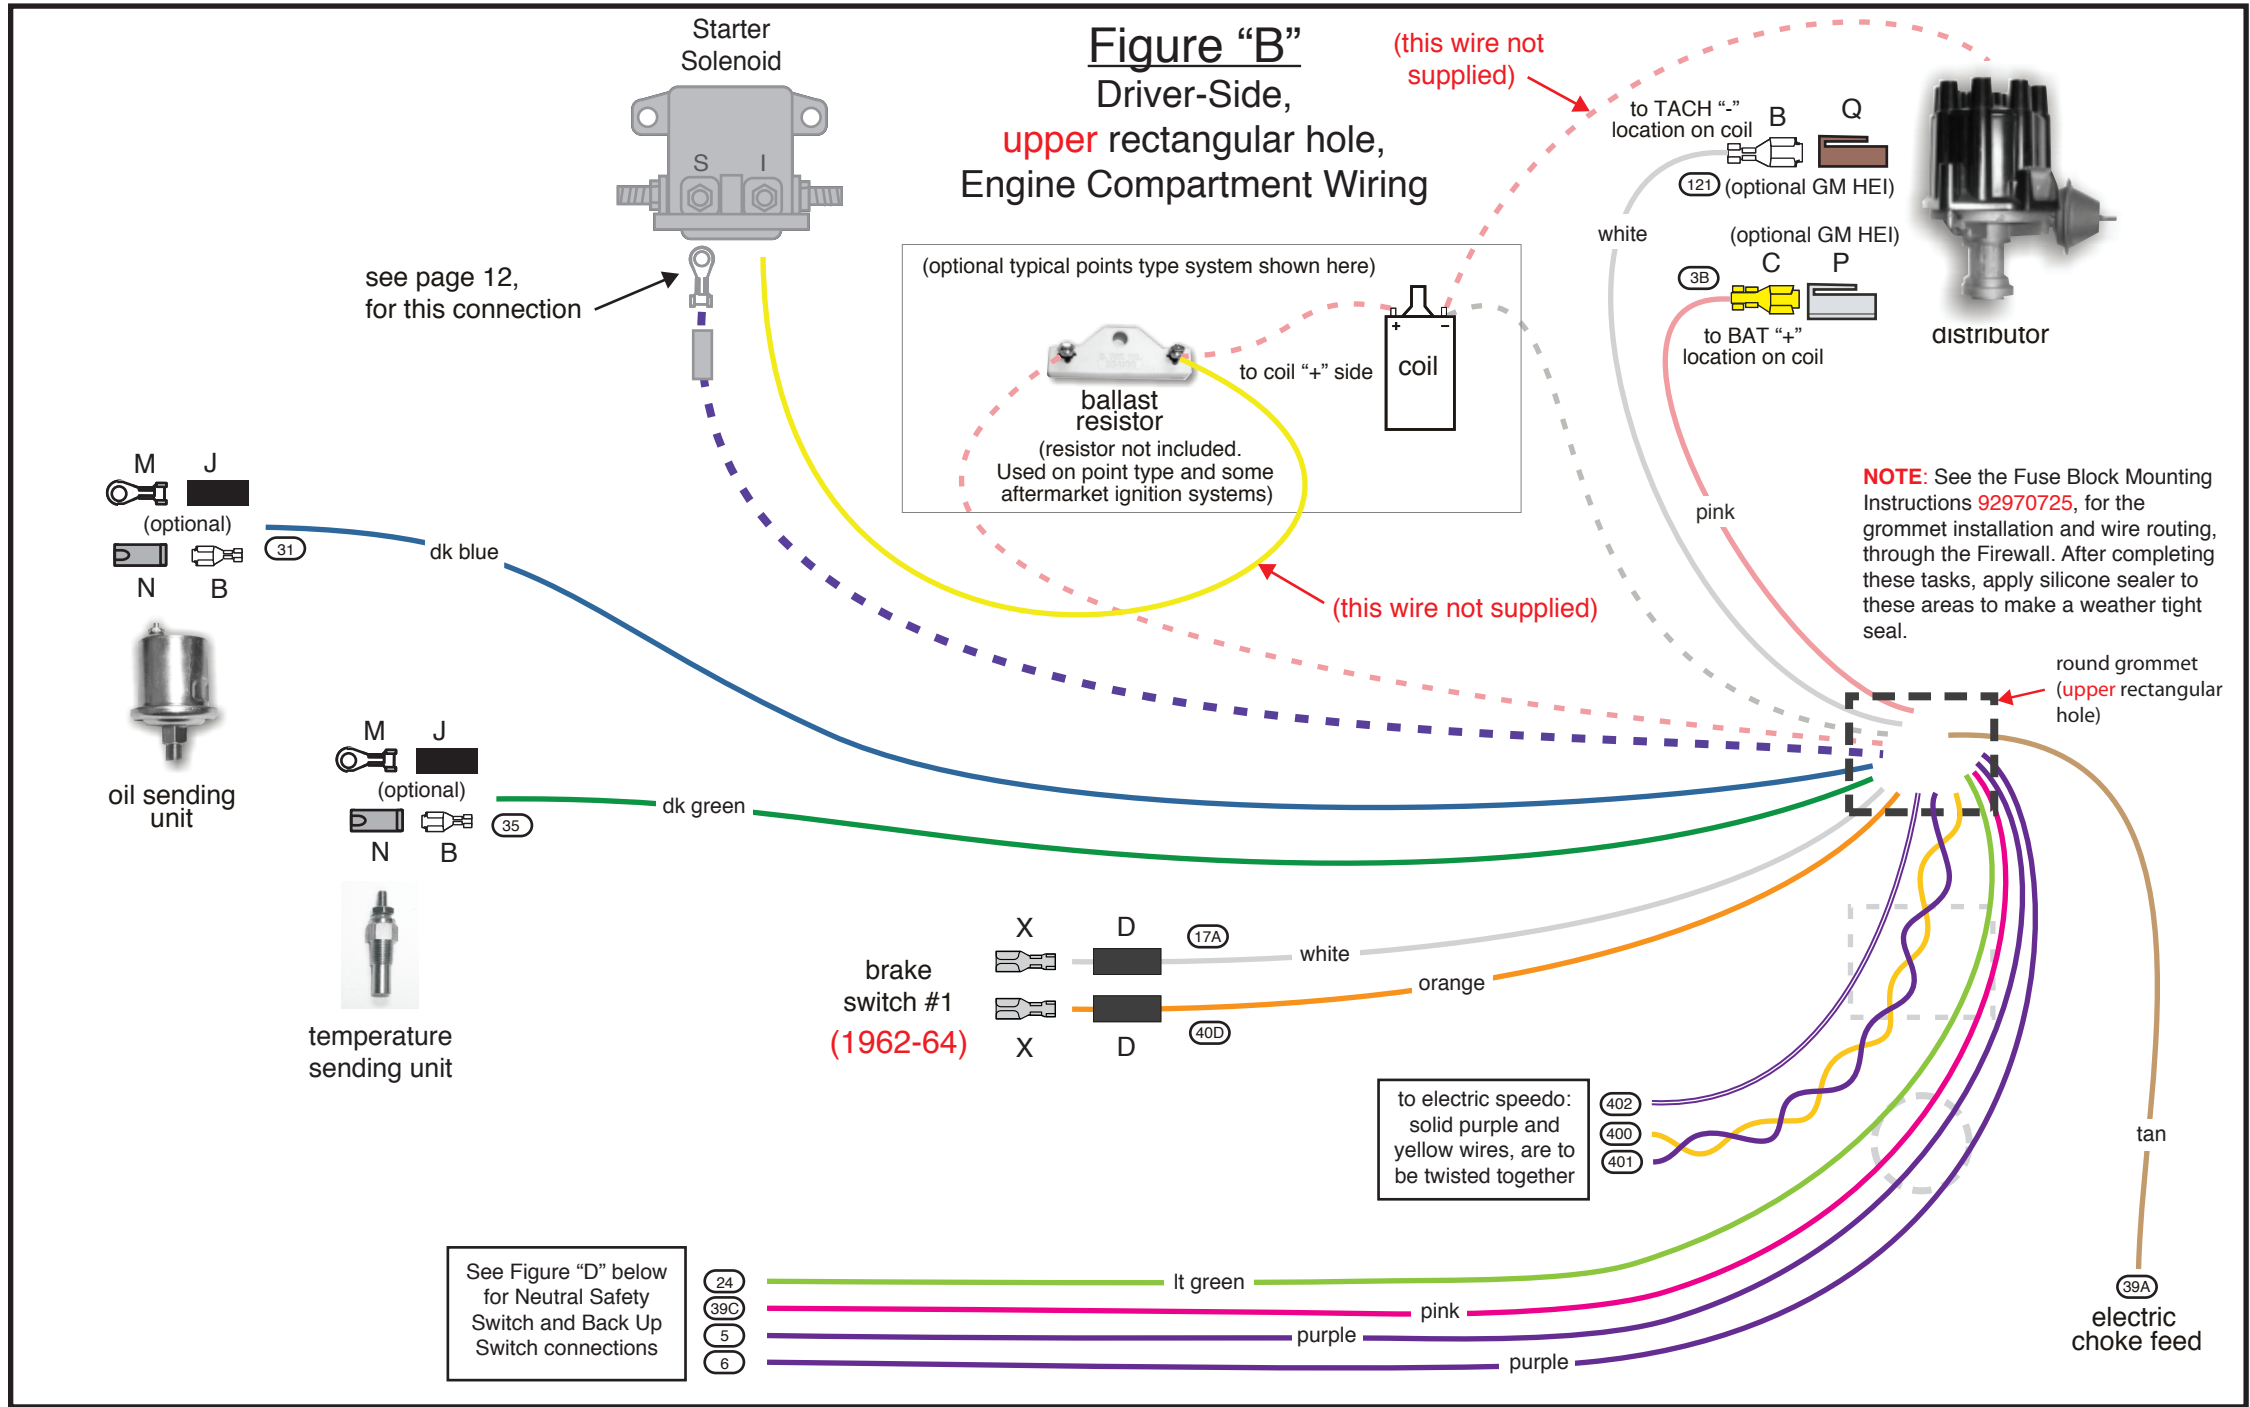 Starter
Solenoid
S I
see page 12,
for this connection
Figure “B”
Driver-Side,
upper rectangular hole,
Engine Compartment Wiring
(this wire not
supplied)
to TACH “-”
location on coil
B Q
121 (optional GM HEI)
white
(optional GM HEI)
3B C P
to BAT “+”
location on coil
distributor
pink
(optional typical points type system shown here)
+ –
coil
to coil “+” side
ballast
resistor
(resistor not included.
Used on point type and some
aftermarket ignition systems)
(this wire not supplied)
NOTE: See the Fuse Block Mounting
Instructions 92970725, for the
grommet installation and wire routing,
through the Firewall. After completing
these tasks, apply silicone sealer to
these areas to make a weather tight
seal.
round grommet
(upper rectangular
hole)
M J
(optional)
31
N B
dk blue
oil sending
unit
M J
(optional)
35
N B
dk green
temperature
sending unit
brake
switch #1
(1962-64)
X D 17A
white
X D 40D
orange
to electric speedo:
solid purple and
yellow wires, are to
be twisted together
402
400
401
tan
39A
electric
choke feed
See Figure “D” below
for Neutral Safety
Switch and Back Up
Switch connections
24 lt green
39C pink
5 purple
6 purple